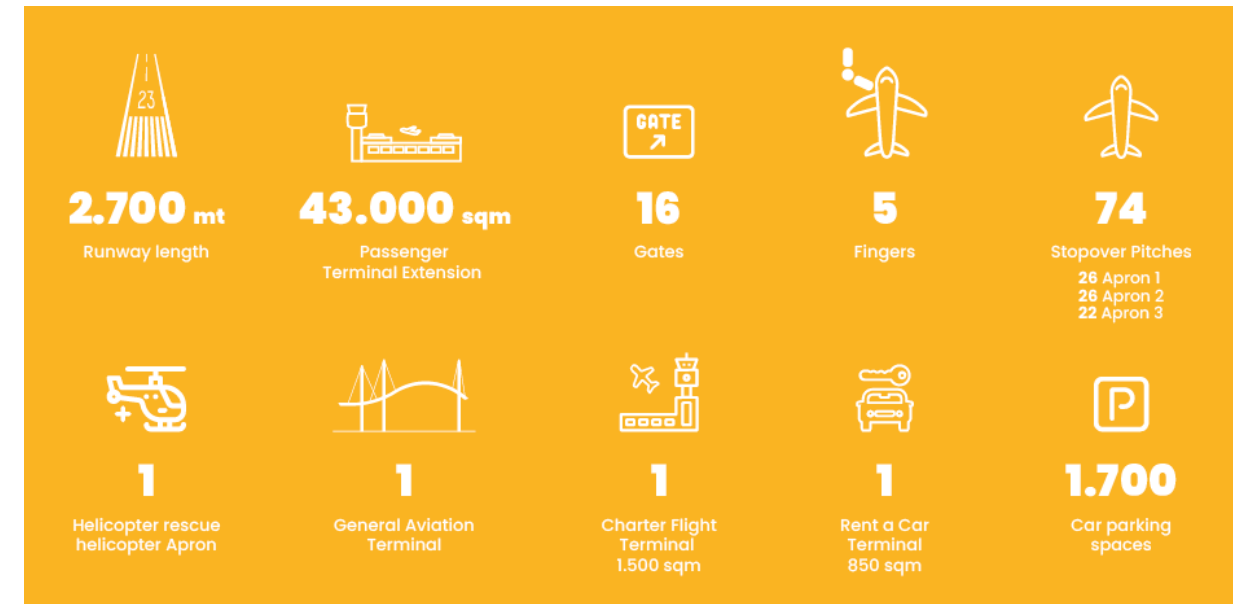 23
2.700 mt
Runway length
43.000 sqm
Passenger
Terminal Extension
GATE
16
Gates
5
Fingers
74
Stopover Pitches
26 Apron 1
26 Apron 2
22 Apron 3
1
Helicopter rescue
helicopter Apron
1
General Aviation
Terminal
1
Charter Flight
Terminal
1.500 sqm
1
Rent a Car
Terminal
850 sqm
P
1.700
Car parking
spaces